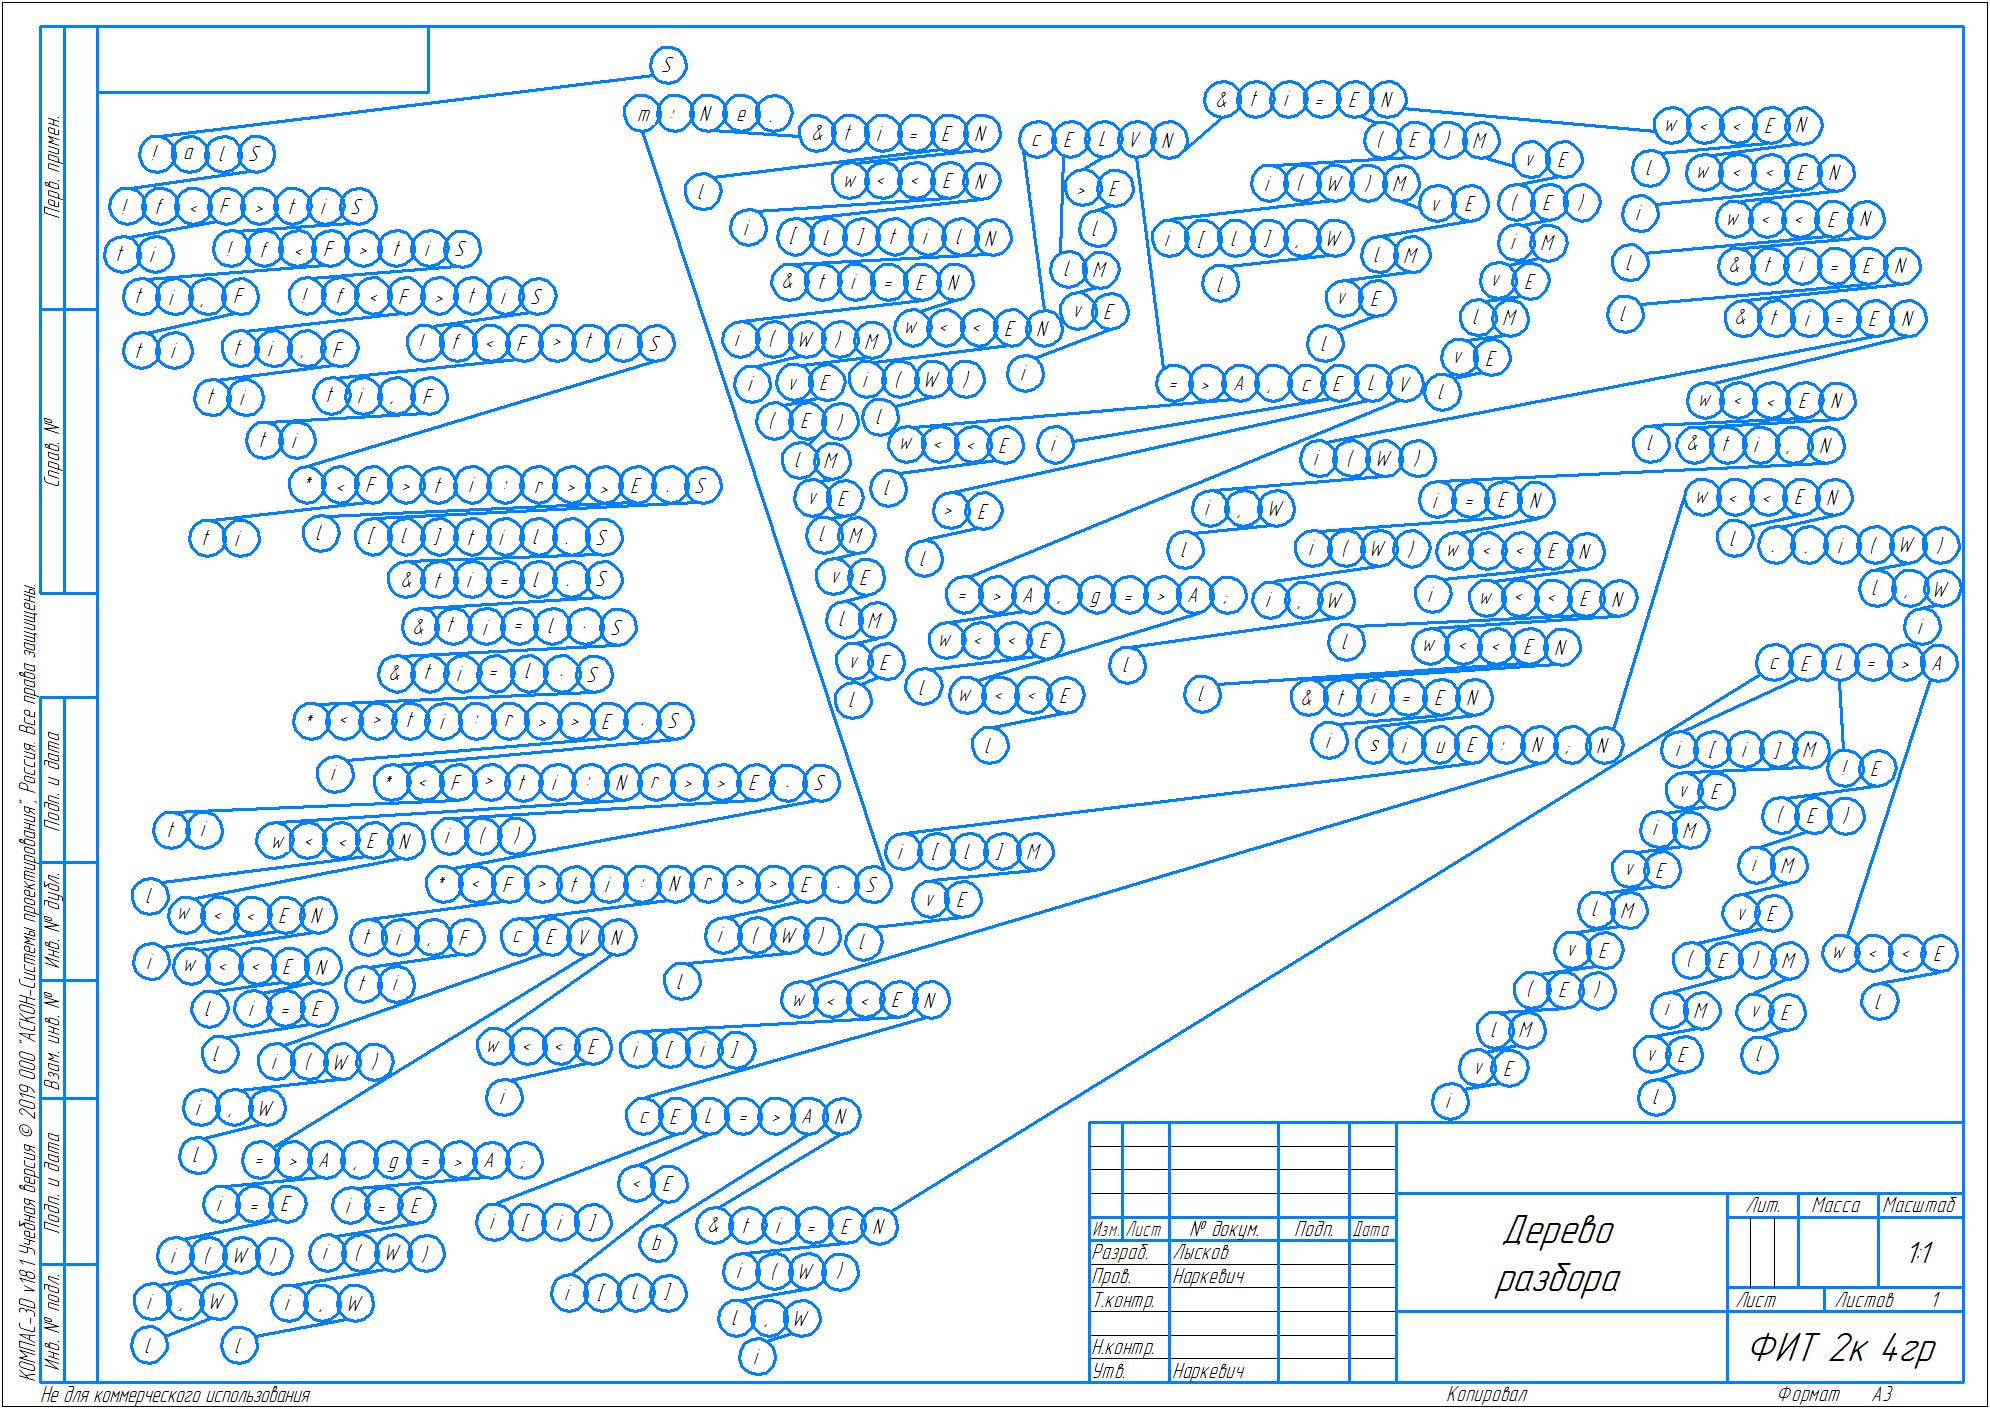 S
m : N e .
! a l S
! f < F > t i S
t i
! f < F > t i S
t i , F
! f < F > t i S
t i
t i , F
! f < F > t i S
t i
t i , F
t i
* < F > t i : r > > E . S
t i
l
[ l ] t i l . S
& t i = l . S
& t i = l . S
& t i = l . S
* < > t i : r > > E . S
i
* < F > t i : N r > > E . S
t i
w < < E N
i ( )
l
w < < E N
i
w < < E N
l
i = E
l
* < F > t i : N r > > E . S
t i , F
t i
c E V N
i ( W )
l
i ( W )
i , W
l
w < < E
i
= > A , g = > A ;
i = E
i = E
i ( W )
i ( W )
i , W
i , W
l
l
& t i = E N
l
w < < E N
i
[ l ] t i l N
& t i = E N
i ( W ) M
i
v E
( E )
l M
v E
l M
v E
l M
v E
l
w < < E N
i ( W )
l
c E L V N
> E
l
l M
v E
i
= > A , c E L V
w < < E
l
i
> E
l
= > A , g = > A ;
w < < E
l
w < < E
l
& t i = E N
( E ) M
i ( W ) M
i [ l ] , W
l
v E
l M
v E
l
v E
( E )
i M
v E
l M
v E
l
w < < E N
l
w < < E N
i
w < < E N
l
& t i = E N
l
& t i = E N
i ( W )
i , W
l
w < < E N
l
& t i , N
i = E N
i ( W )
i , W
l
w < < E N
i
w < < E N
l
w < < E N
l
& t i = E N
i
s i u E : N ; N
i [ l ] M
v E
l
w < < E N
i [ i ]
c E L = > A N
i [ i ]
< E
b
i [ l ]
& t i = E N
i ( W )
l , W
i
w < < E N
l
. . i ( W )
l , W
i
c E L = > A
i [ i ] M
v E
i M
v E
l M
v E
( E )
l M
v E
i
! E
( E )
i M
v E
( E ) M
i M
v E
l
v E
l
w < < E
l
Перв. примен.
Справ. №
Подп. и дата
Инв. № дубл.
Взам. инв. №
Подп. и дата
Инв. № подл.
КОМПАС-3D v18.1 Учебная версия © 2019 ООО "АСКОН-Системы проектирования", Россия. Все права защищены.
Изм. Лист № докум. Подп. Дата
Разраб. Лысков
Пров. Наркевич
Т.контр.
Н.контр.
Утв. Наркевич
Дерево
разбора
Лит. Масса Масштаб
1:1
Лист Листов 1
ФИТ 2к 4гр
Не для коммерческого использования
Копировал
Формат А3